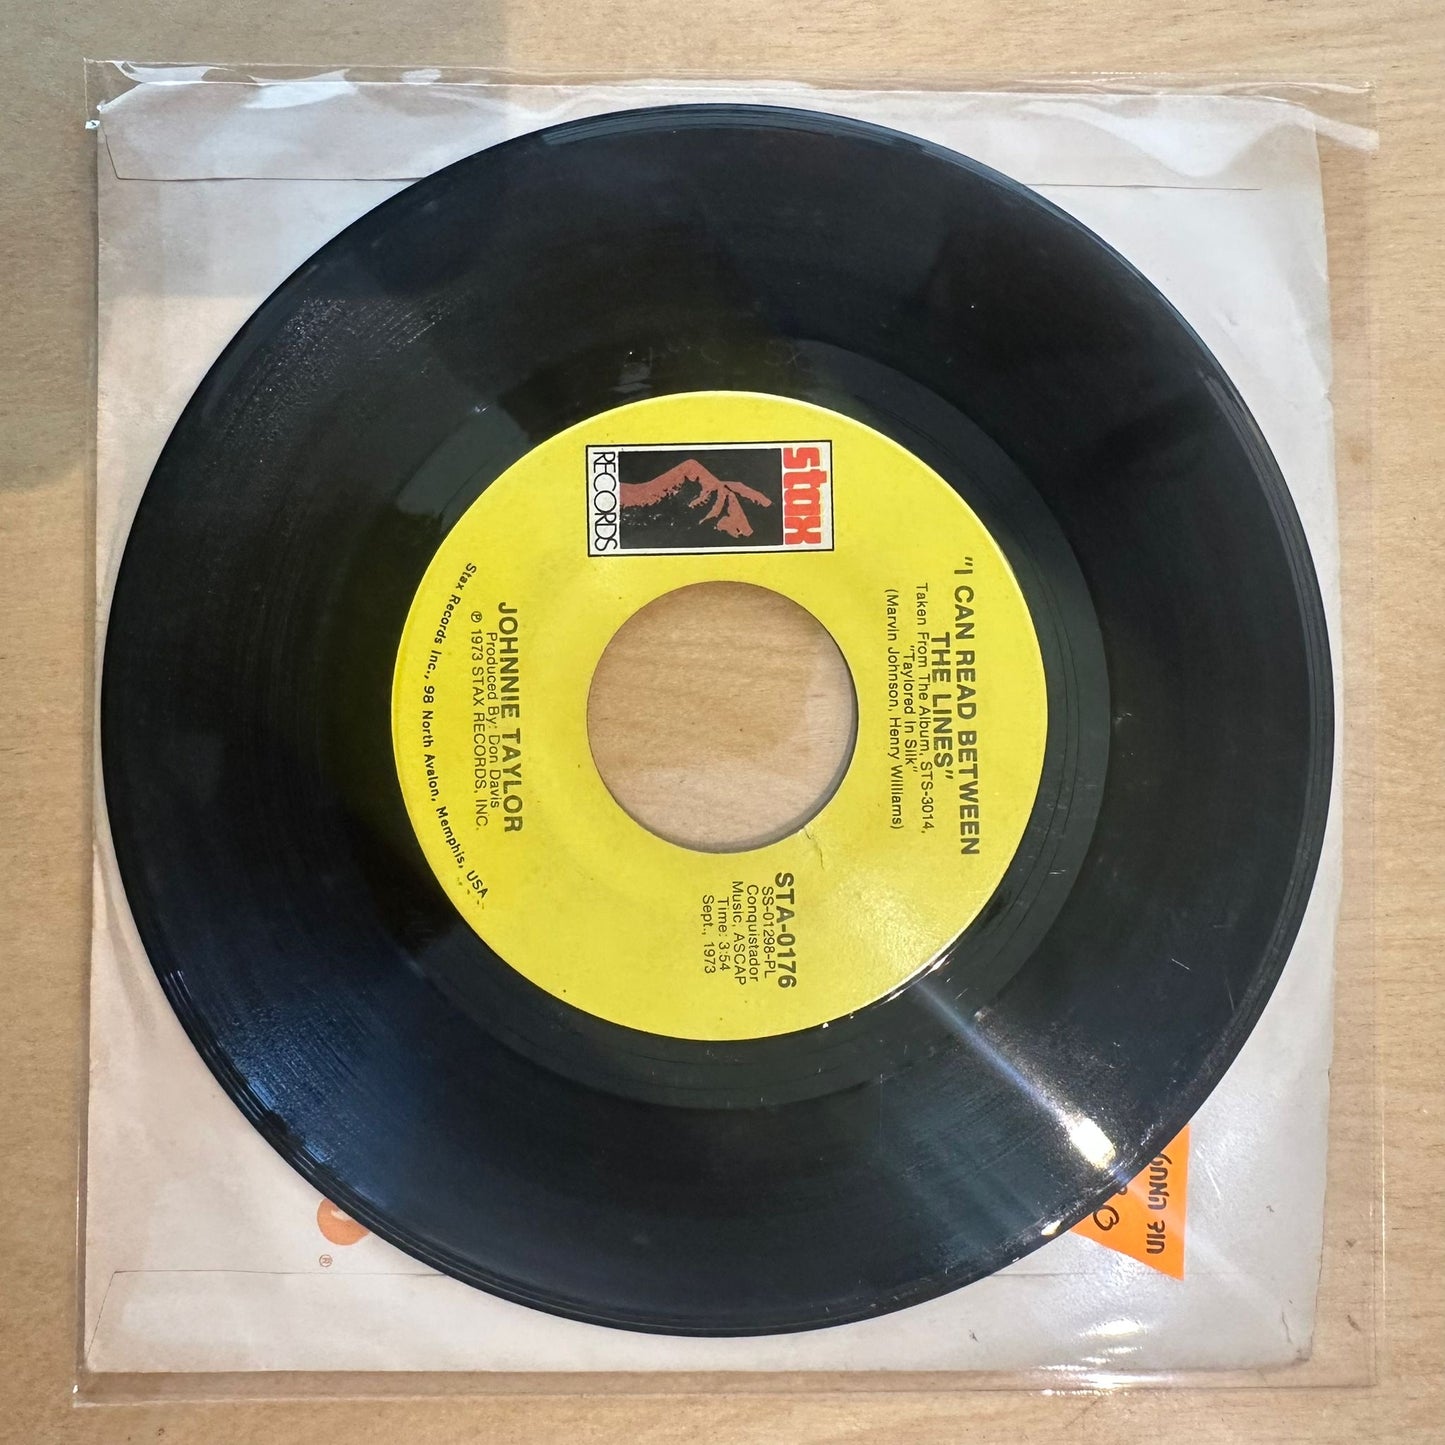 stax
RECORDS
"I CAN READ BETWEEN
THE LINES"
Taken From The Album, STS-3014,
"Taylored In Silk"
(Marvin Johnson, Henry Williams)
STA-0176
SS-01298-PL
Conquistador
Music, ASCAP
Time: 3:54
Sept., 1973
JOHNNIE TAYLOR
Produced By: Don Davis
℗ 1973 STAX RECORDS, INC.
Stax Records Inc., 98 North Avalon, Memphis, USA
®